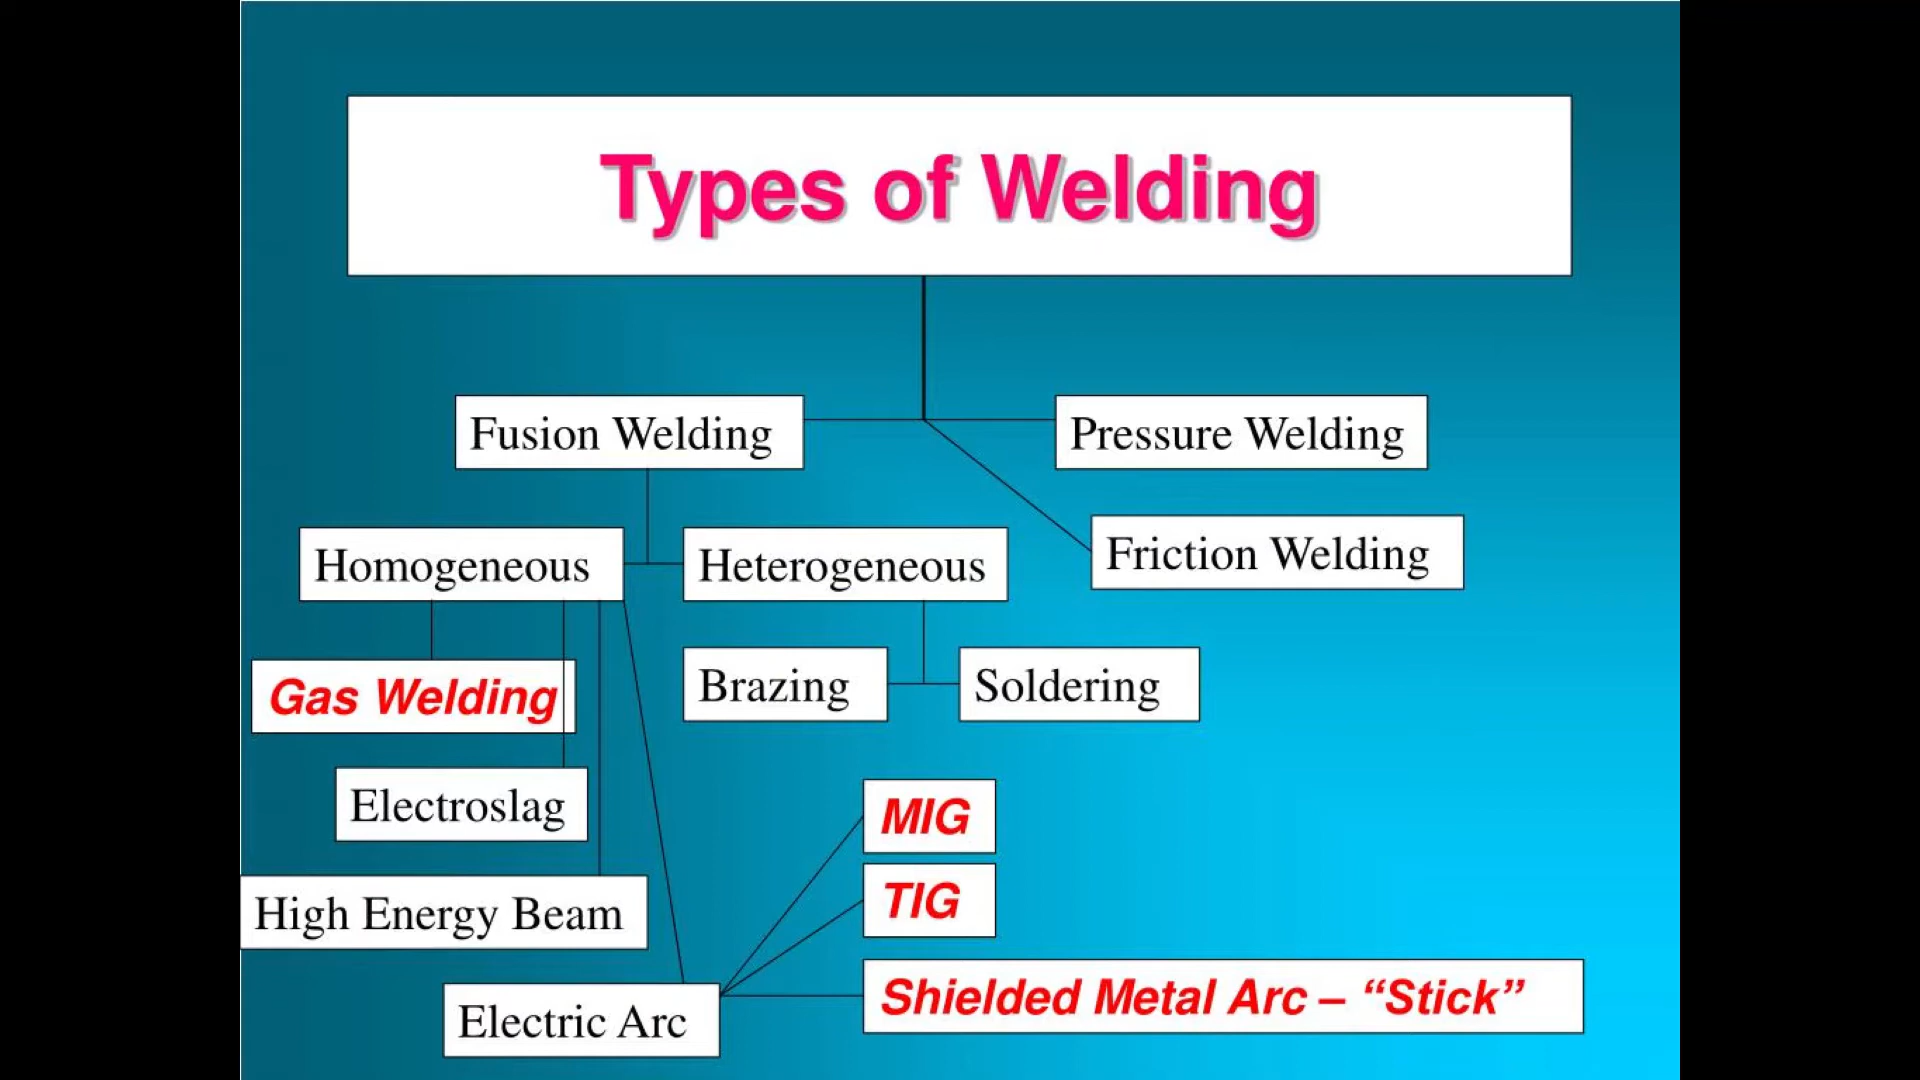 Types of Welding
Fusion Welding
Pressure Welding
Friction Welding
Homogeneous
Heterogeneous
Gas Welding
Brazing
Soldering
Electroslag
MIG
High Energy Beam
TIG
Electric Arc
Shielded Metal Arc – “Stick”